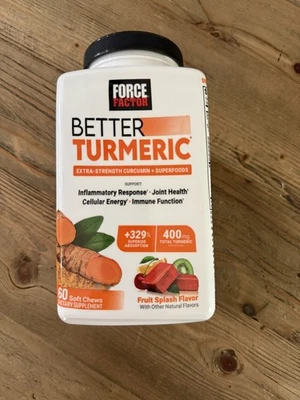 FORCE
FACTOR
BETTER
TURMERIC
EXTRA-STRENGTH CURCUMIN + SUPERFOODS
SUPPORT
Inflammatory Response* · Joint Health*
Cellular Energy* · Immune Function*
+329%
SUPERIOR
ABSORPTION
400mg
TOTAL TURMERIC
60 Soft Chews
DIETARY SUPPLEMENT
Fruit Splash Flavor
With Other Natural Flavors